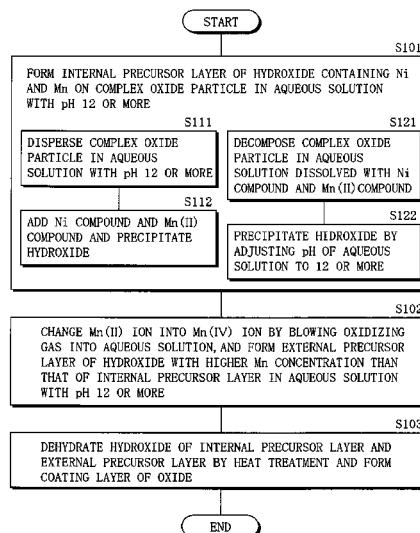 START
S101
FORM INTERNAL PRECURSOR LAYER OF HYDROXIDE CONTAINING Ni
AND Mn ON COMPLEX OXIDE PARTICLE IN AQUEOUS SOLUTION
WITH pH 12 OR MORE
S111
DISPERSE COMPLEX OXIDE
PARTICLE IN AQUEOUS
SOLUTION WITH pH 12 OR MORE
S112
ADD Ni COMPOUND AND Mn(II)
COMPOUND AND PRECIPITATE
HYDROXIDE
S121
DECOMPOSE COMPLEX OXIDE
PARTICLE IN AQUEOUS
SOLUTION DISSOLVED WITH Ni
COMPOUND AND Mn(II)COMPOUND
S122
PRECIPITATE HIDROXIDE BY
ADJUSTING pH OF AQUEOUS
SOLUTION TO 12 OR MORE
S102
CHANGE Mn(II) ION INTO Mn(IV) ION BY BLOWING OXIDIZING
GAS INTO AQUEOUS SOLUTION, AND FORM EXTERNAL PRECURSOR
LAYER OF HYDROXIDE WITH HIGHER Mn CONCENTRATION THAN
THAT OF INTERNAL PRECURSOR LAYER IN AQUEOUS SOLUTION
WITH pH 12 OR MORE
S103
DEHYDRATE HYDROXIDE OF INTERNAL PRECURSOR LAYER AND
EXTERNAL PRECURSOR LAYER BY HEAT TREATMENT AND FORM
COATING LAYER OF OXIDE
END